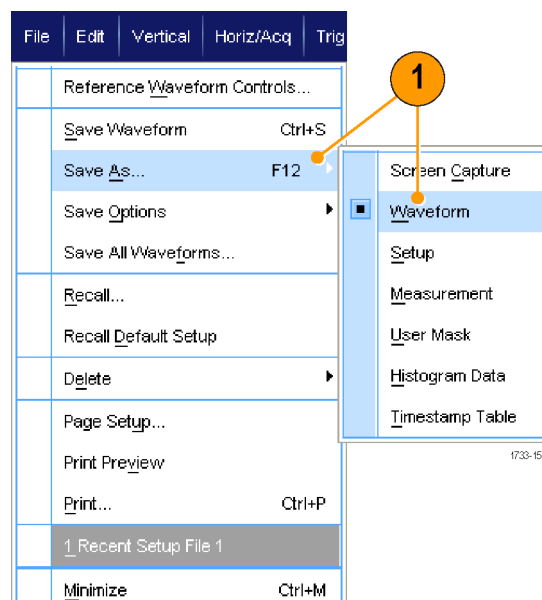 File Edit Vertical Horiz/Acq Trig
Reference Waveform Controls...
Save Waveform Ctrl+S
Save As... F12
Save Options
Save All Waveforms...
Recall...
Recall Default Setup
Delete
Page Setup...
Print Preview
Print... Ctrl+P
1 Recent Setup File 1
Minimize Ctrl+M
1
Screen Capture
Waveform
Setup
Measurement
User Mask
Histogram Data
Timestamp Table
1733-15